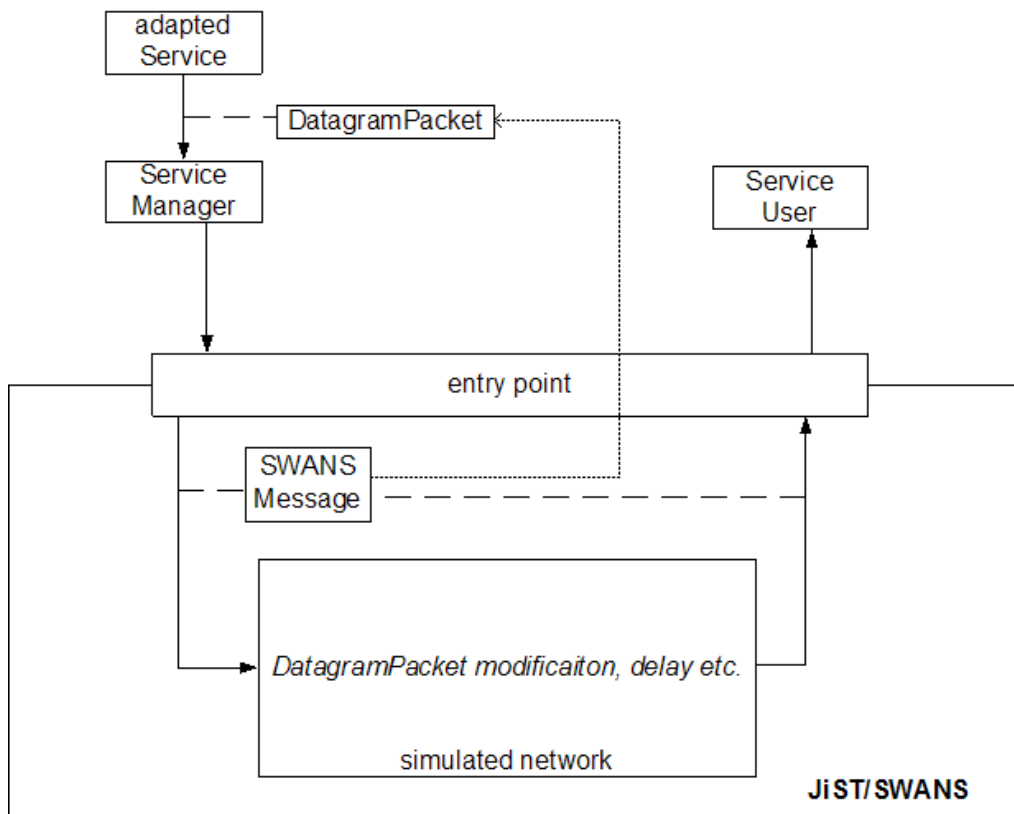 adapted
Service
DatagramPacket
Service
Manager
Service
User
entry point
SWANS
Message
DatagramPacket modificaiton, delay etc.
simulated network
JiST/SWANS